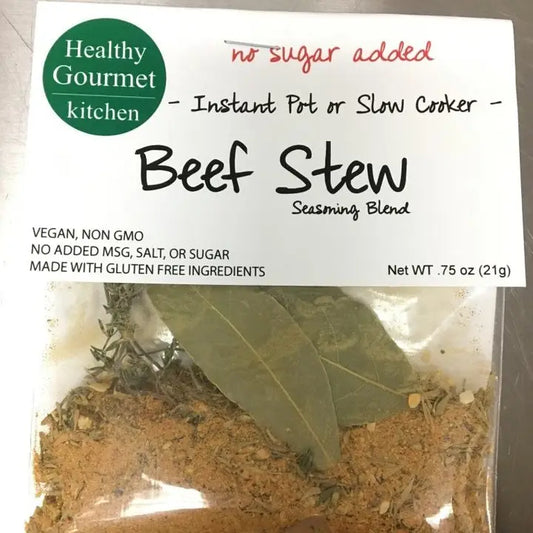 Healthy
Gourmet
kitchen
no sugar added
- Instant Pot or Slow Cooker -
Beef Stew
Seasoning Blend
VEGAN, NON GMO
NO ADDED MSG, SALT, OR SUGAR
MADE WITH GLUTEN FREE INGREDIENTS
Net WT .75 oz (21g)